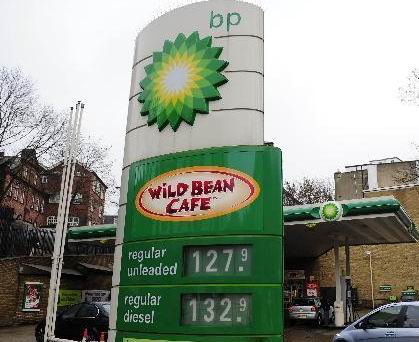 bp
WiLD BEAN
CAFE
regular
unleaded 127.9
regular
diesel 132.9